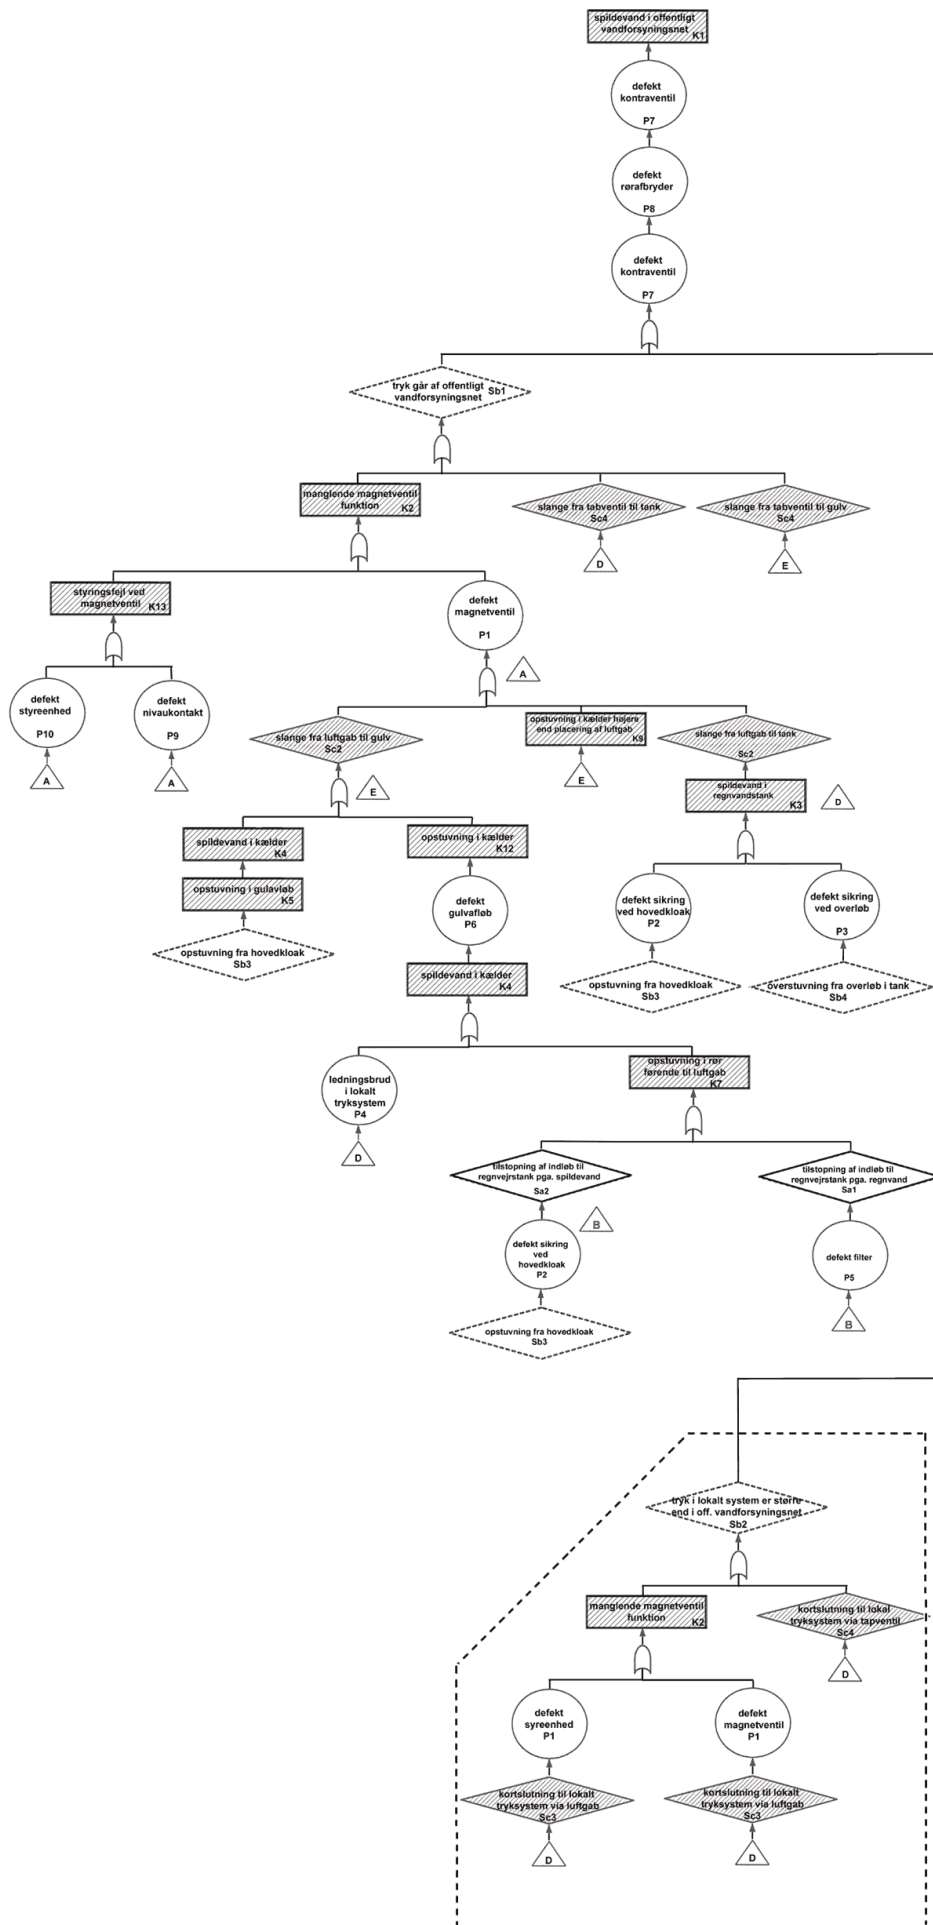 spildevand i offentligt
vandforsyningsnet
K1
defekt
kontraventil
P7
defekt
rørafbryder
P8
defekt
kontraventil
P7
tryk går af offentligt
vandforsyningsnet
Sb1
manglende magnetventil
funktion
K2
slange fra tabventil til tank
Sc4
slange fra tabventil til gulv
Sc4
D
E
styringsfejl ved
magnetventil
K13
defekt
magnetventil
P1
A
defekt
styreenhed
P10
defekt
nivaukontakt
P9
A
A
slange fra luftgab til gulv
Sc2
opstuvning i kælder højere
end placering af luftgab
K9
slange fra luftgab til tank
Sc2
E
E
spildevand i
regnvandstank
K3
D
spildevand i kælder
K4
opstuvning i kælder
K12
opstuvning i gulavløb
K5
defekt
gulvafløb
P6
defekt sikring
ved hovedkloak
P2
defekt sikring
ved overløb
P3
opstuvning fra hovedkloak
Sb3
spildevand i kælder
K4
opstuvning fra hovedkloak
Sb3
overstuvning fra overløb i tank
Sb4
ledningsbrud
i lokalt
tryksystem
P4
D
opstuvning i rør
førende til luftgab
K7
tilstopning af indløb til
regnvejrstank pga. spildevand
Sa2
tilstopning af indløb til
regnvejrstank pga. regnvand
Sa1
B
defekt sikring
ved
hovedkloak
P2
defekt filter
P5
B
opstuvning fra hovedkloak
Sb3
tryk i lokalt system er større
end i off. vandforsyningsnet
Sb2
manglende magnetventil
funktion
K2
kortslutning til lokal
tryksystem via tapventil
Sc4
D
defekt
syreenhed
P1
defekt
magnetventil
P1
kortslutning til lokalt
tryksystem via luftgab
Sc3
kortslutning til lokalt
tryksystem via luftgab
Sc3
D
D